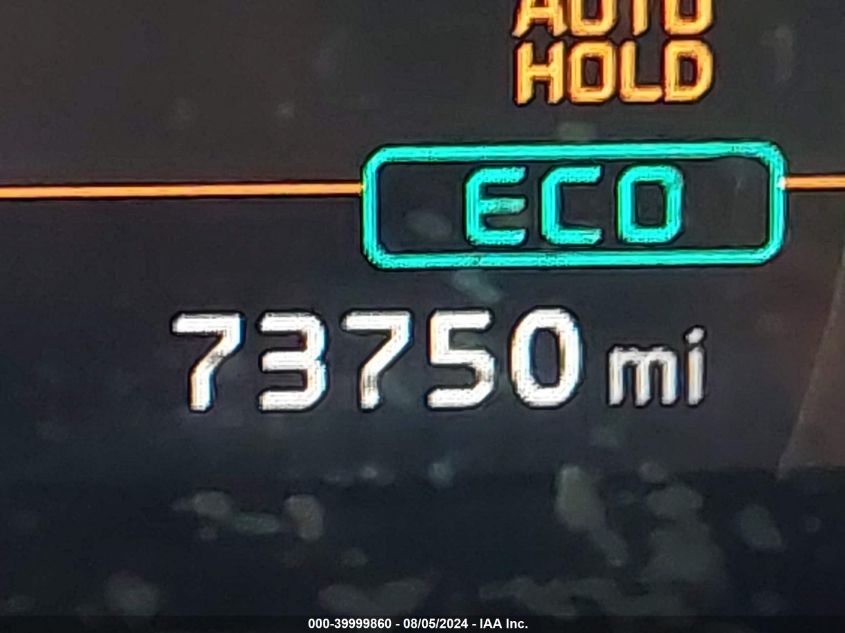 AUTO
HOLD
ECO
73750 mi
000-39999860 - 08/05/2024 - IAA Inc.